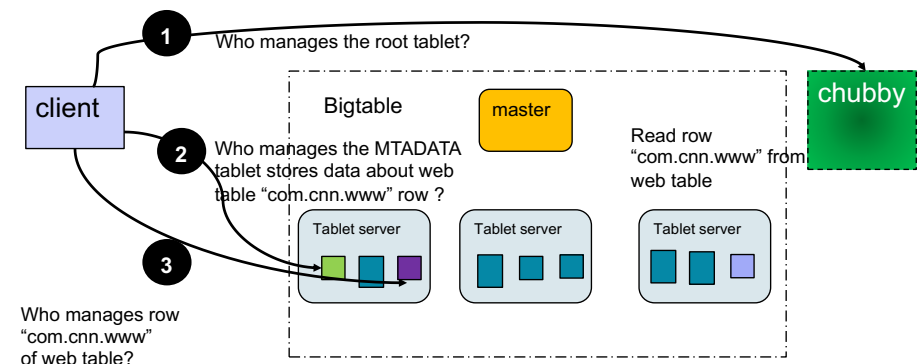 1
Who manages the root tablet?
client
Bigtable
master
chubby
2
Who manages the MTADATA
tablet stores data about web
table “com.cnn.www” row ?
Read row
“com.cnn.www” from
web table
Tablet server
Tablet server
Tablet server
3
Who manages row
“com.cnn.www”
of web table?